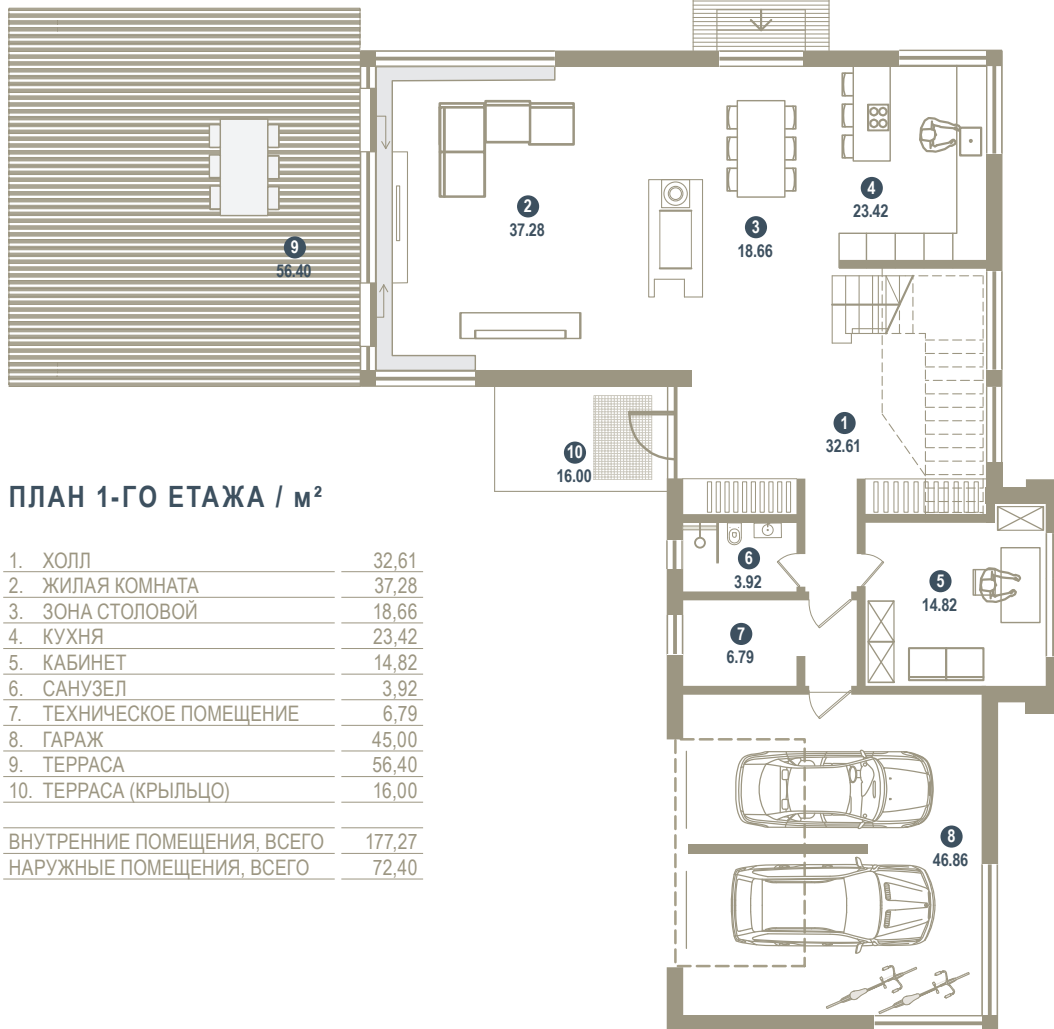 2
37.28
3
18.66
4
23.42
9
56.40
1
32.61
10
16.00
ПЛАН 1-ГО ЕТАЖА / м²
1. ХОЛЛ 32,61
2. ЖИЛАЯ КОМНАТА 37,28
3. ЗОНА СТОЛОВОЙ 18,66
4. КУХНЯ 23,42
5. КАБИНЕТ 14,82
6. САНУЗЕЛ 3,92
7. ТЕХНИЧЕСКОЕ ПОМЕЩЕНИЕ 6,79
8. ГАРАЖ 45,00
9. ТЕРРАСА 56,40
10. ТЕРРАСА (КРЫЛЬЦО) 16,00
ВНУТРЕННИЕ ПОМЕЩЕНИЯ, ВСЕГО 177,27
НАРУЖНЫЕ ПОМЕЩЕНИЯ, ВСЕГО 72,40
6
3.92
5
14.82
7
6.79
8
46.86